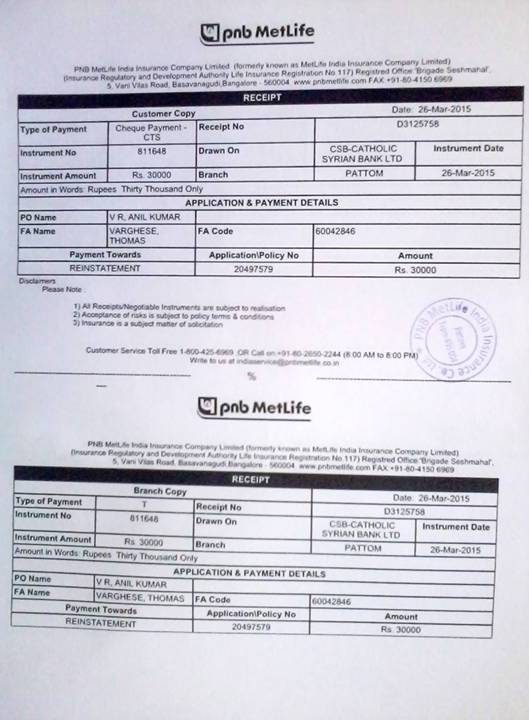 pnb MetLife
PNB MetLife India Insurance Company Limited (formerly known as MetLife India Insurance Company Limited)
(Insurance Regulatory and Development Authority Life Insurance Registration No.117) Registred Office 'Brigade Seshmahal',
5, Vani Vilas Road, Basavanagudi,Bangalore - 560004 www.pnbmetlife.com FAX +91-80-4150 6969
RECEIPT
Customer Copy Date: 26-Mar-2015
Type of Payment Cheque Payment - CTS Receipt No D3125758
Instrument No 811648 Drawn On CSB-CATHOLIC SYRIAN BANK LTD Instrument Date
Instrument Amount Rs. 30000 Branch PATTOM 26-Mar-2015
Amount in Words: Rupees Thirty Thousand Only
APPLICATION & PAYMENT DETAILS
PO Name V R, ANIL KUMAR
FA Name VARGHESE, THOMAS FA Code 60042846
Payment Towards Application\Policy No Amount
REINSTATEMENT 20497579 Rs. 30000
Disclaimers
Please Note :
1) All Receipts/Negotiable Instruments are subject to realisation
2) Acceptance of risks is subject to policy terms & conditions
3) Insurance is a subject matter of solicitation
Customer Service Toll Free 1-800-425-6969 OR Call on +91-80-2650-2244 (8:00 AM to 8:00 PM)
Write to us at indiaservice@pnbmetlife.co.in
PNB MetLife India Insurance Co. Ltd.
%
pnb MetLife
PNB MetLife India Insurance Company Limited (formerly known as MetLife India Insurance Company Limited)
(Insurance Regulatory and Development Authority Life Insurance Registration No.117) Registred Office 'Brigade Seshmahal',
5, Vani Vilas Road, Basavanagudi,Bangalore - 560004 www.pnbmetlife.com FAX +91-80-4150 6969
RECEIPT
Branch Copy Date: 26-Mar-2015
Type of Payment T Receipt No D3125758
Instrument No 811648 Drawn On CSB-CATHOLIC SYRIAN BANK LTD Instrument Date
Instrument Amount Rs. 30000 Branch PATTOM 26-Mar-2015
Amount in Words: Rupees Thirty Thousand Only
APPLICATION & PAYMENT DETAILS
PO Name V R, ANIL KUMAR
FA Name VARGHESE, THOMAS FA Code 60042846
Payment Towards Application\Policy No Amount
REINSTATEMENT 20497579 Rs. 30000